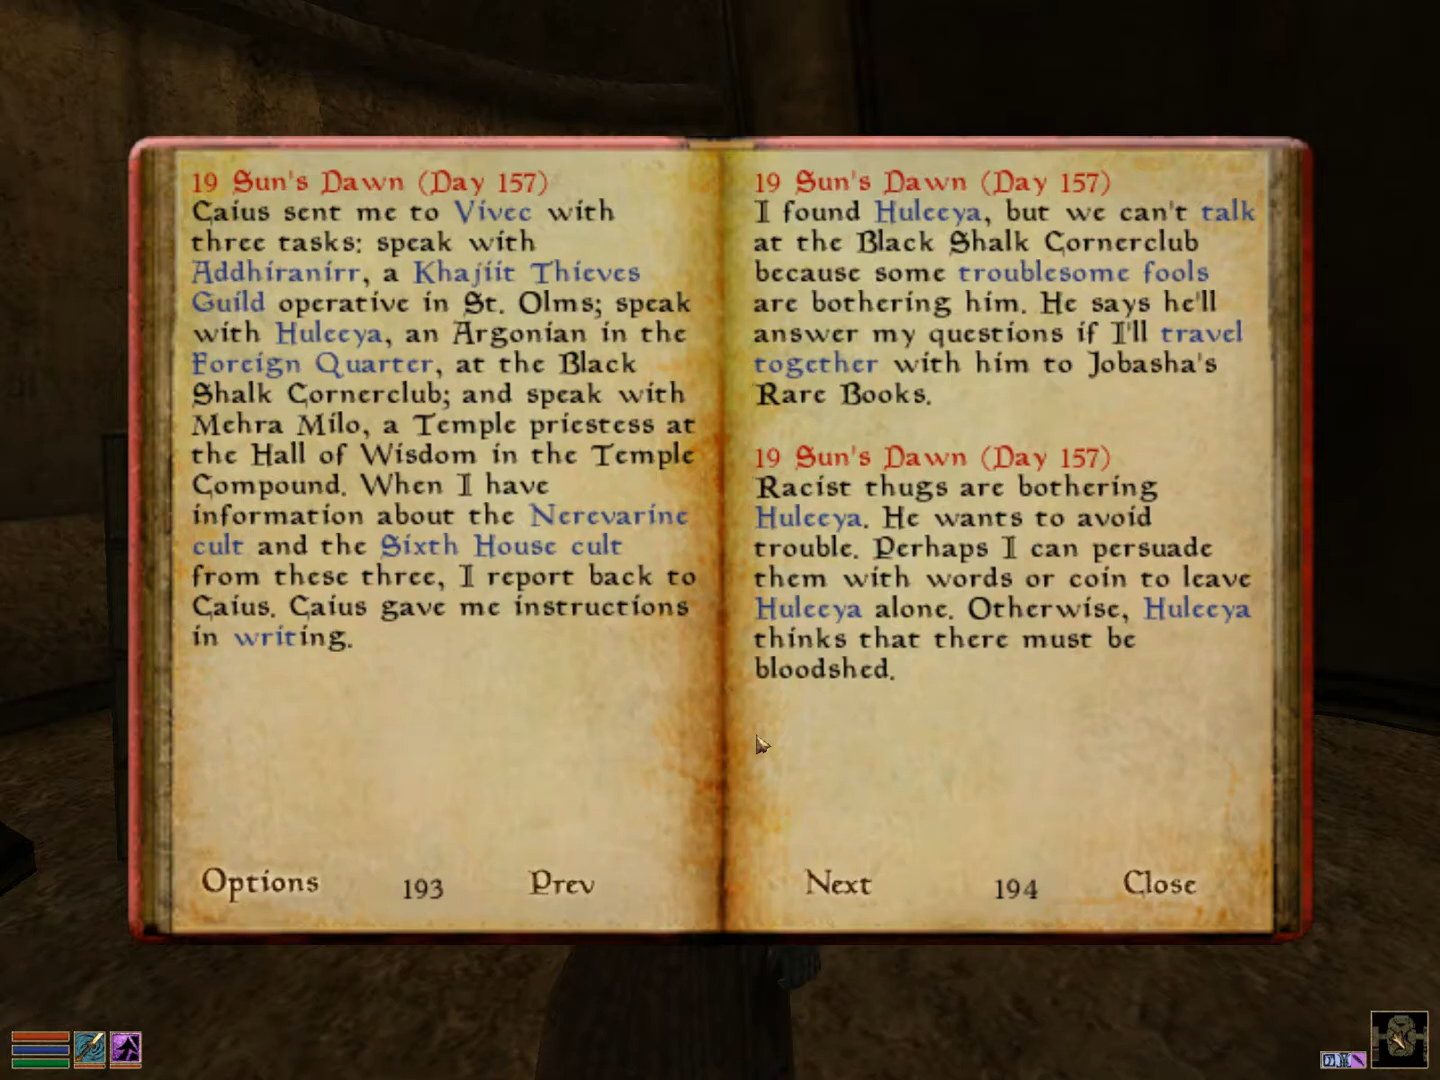 19 Sun's Dawn (Day 157)
Caius sent me to Vivec with
three tasks: speak with
Addhiranirr, a Khajiit Thieves
Guild operative in St. Olms; speak
with Huleeya, an Argonian in the
Foreign Quarter, at the Black
Shalk Cornerclub; and speak with
Mehra Milo, a Temple priestess at
the Hall of Wisdom in the Temple
Compound. When I have
information about the Nerevarine
cult and the Sixth House cult
from these three, I report back to
Caius. Caius gave me instructions
in writing.
19 Sun's Dawn (Day 157)
I found Huleeya, but we can't talk
at the Black Shalk Cornerclub
because some troublesome fools
are bothering him. He says he'll
answer my questions if I'll travel
together with him to Jobasha's
Rare Books.
19 Sun's Dawn (Day 157)
Racist thugs are bothering
Huleeya. He wants to avoid
trouble. Perhaps I can persuade
them with words or coin to leave
Huleeya alone. Otherwise, Huleeya
thinks that there must be
bloodshed.
Options 193 Prev
Next 194 Close